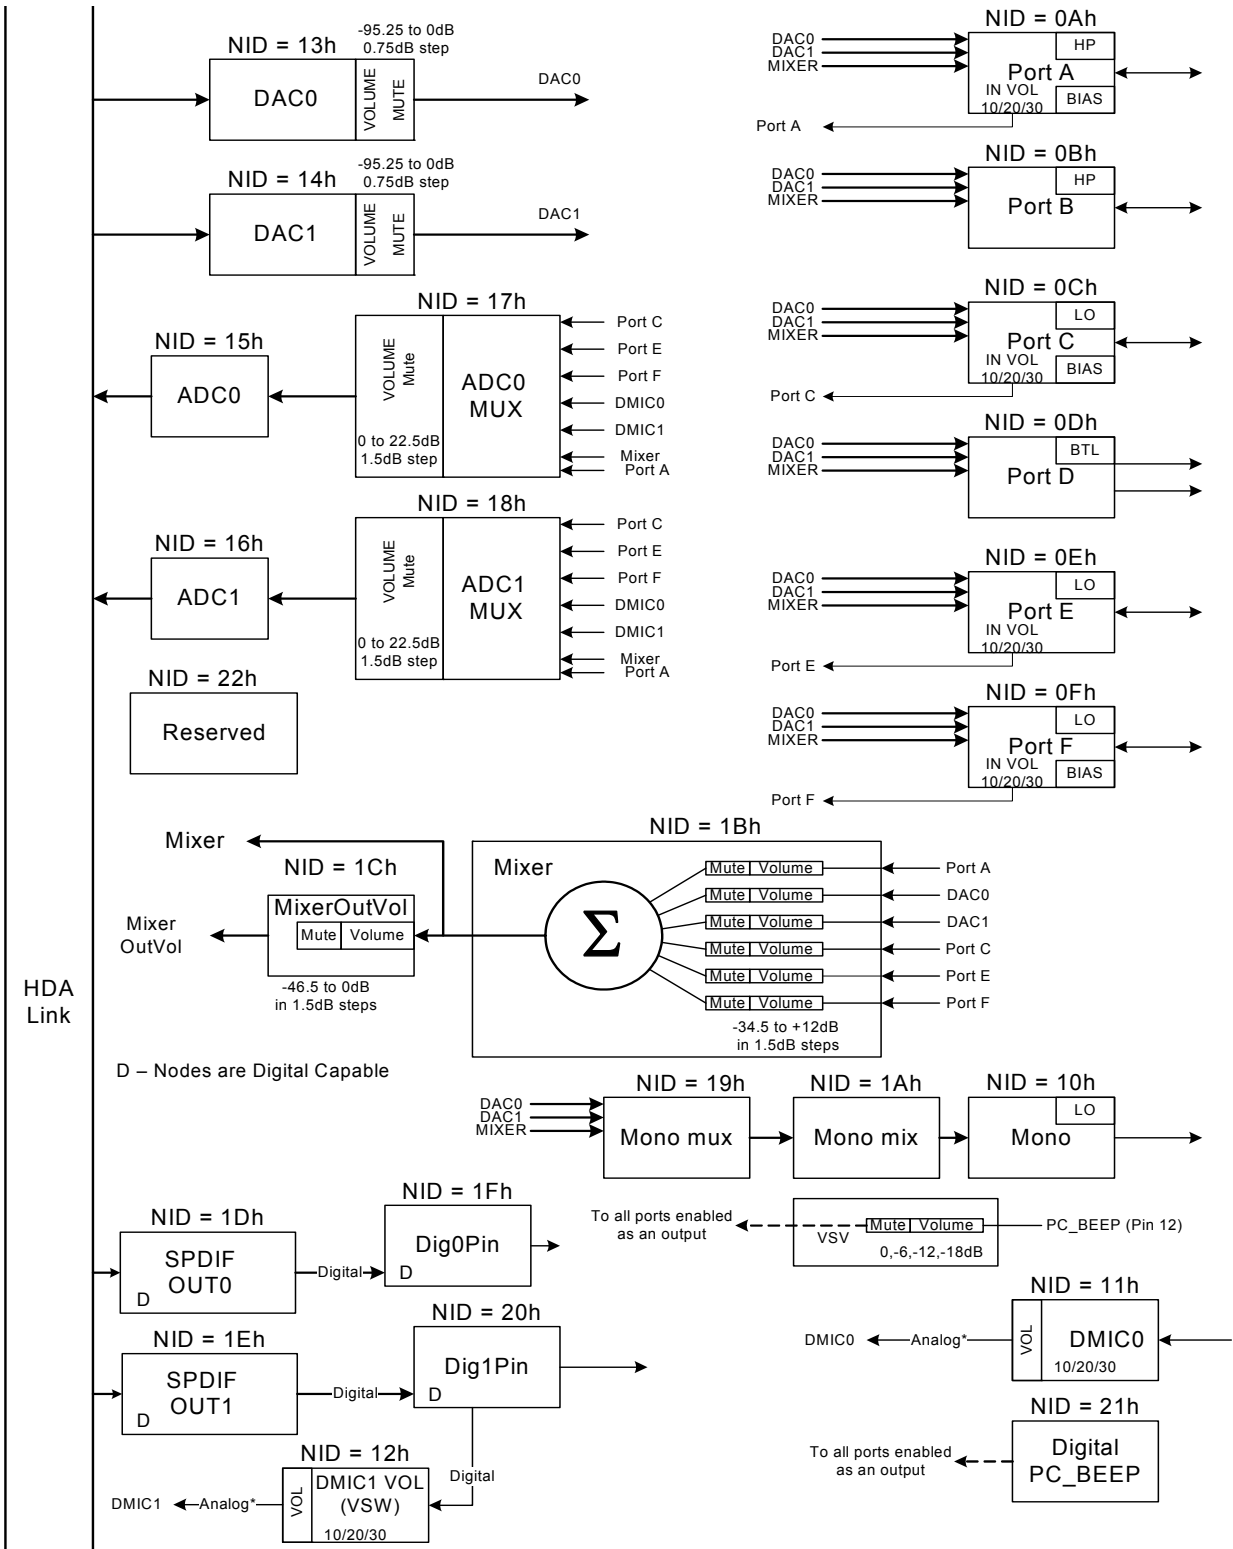 NID = 13h
-95.25 to 0dB
0.75dB step
DAC0
VOLUME
MUTE
DAC0
NID = 14h
-95.25 to 0dB
0.75dB step
DAC1
VOLUME
MUTE
DAC1
NID = 17h
NID = 15h
ADC0
VOLUME
Mute
0 to 22.5dB
1.5dB step
ADC0
MUX
Port C
Port E
Port F
DMIC0
DMIC1
Mixer
Port A
NID = 18h
NID = 16h
ADC1
VOLUME
Mute
0 to 22.5dB
1.5dB step
ADC1
MUX
Port C
Port E
Port F
DMIC0
DMIC1
Mixer
Port A
NID = 22h
Reserved
NID = 0Ah
DAC0
DAC1
MIXER
HP
Port A
IN VOL
10/20/30
BIAS
Port A
NID = 0Bh
DAC0
DAC1
MIXER
HP
Port B
NID = 0Ch
DAC0
DAC1
MIXER
LO
Port C
IN VOL
10/20/30
BIAS
Port C
NID = 0Dh
DAC0
DAC1
MIXER
BTL
Port D
NID = 0Eh
DAC0
DAC1
MIXER
LO
Port E
IN VOL
10/20/30
Port E
NID = 0Fh
DAC0
DAC1
MIXER
LO
Port F
IN VOL
10/20/30
BIAS
Port F
NID = 1Bh
Mixer
Mixer
Σ
Mute Volume
Port A
Mute Volume
DAC0
Mute Volume
DAC1
Mute Volume
Port C
Mute Volume
Port E
Mute Volume
Port F
-34.5 to +12dB
in 1.5dB steps
NID = 1Ch
MixerOutVol
Mute Volume
-46.5 to 0dB
in 1.5dB steps
Mixer
OutVol
HDA
Link
D – Nodes are Digital Capable
NID = 19h
NID = 1Ah
NID = 10h
DAC0
DAC1
MIXER
Mono mux
Mono mix
LO
Mono
NID = 1Fh
NID = 1Dh
SPDIF
OUT0
D
Digital
Dig0Pin
D
To all ports enabled
as an output
VSV
Mute Volume
0,-6,-12,-18dB
PC_BEEP (Pin 12)
NID = 20h
NID = 1Eh
SPDIF
OUT1
D
Digital
Dig1Pin
D
NID = 11h
DMIC0
Analog*
VOL
DMIC0
10/20/30
NID = 12h
DMIC1
Analog*
VOL
DMIC1 VOL
(VSW)
10/20/30
Digital
NID = 21h
To all ports enabled
as an output
Digital
PC_BEEP